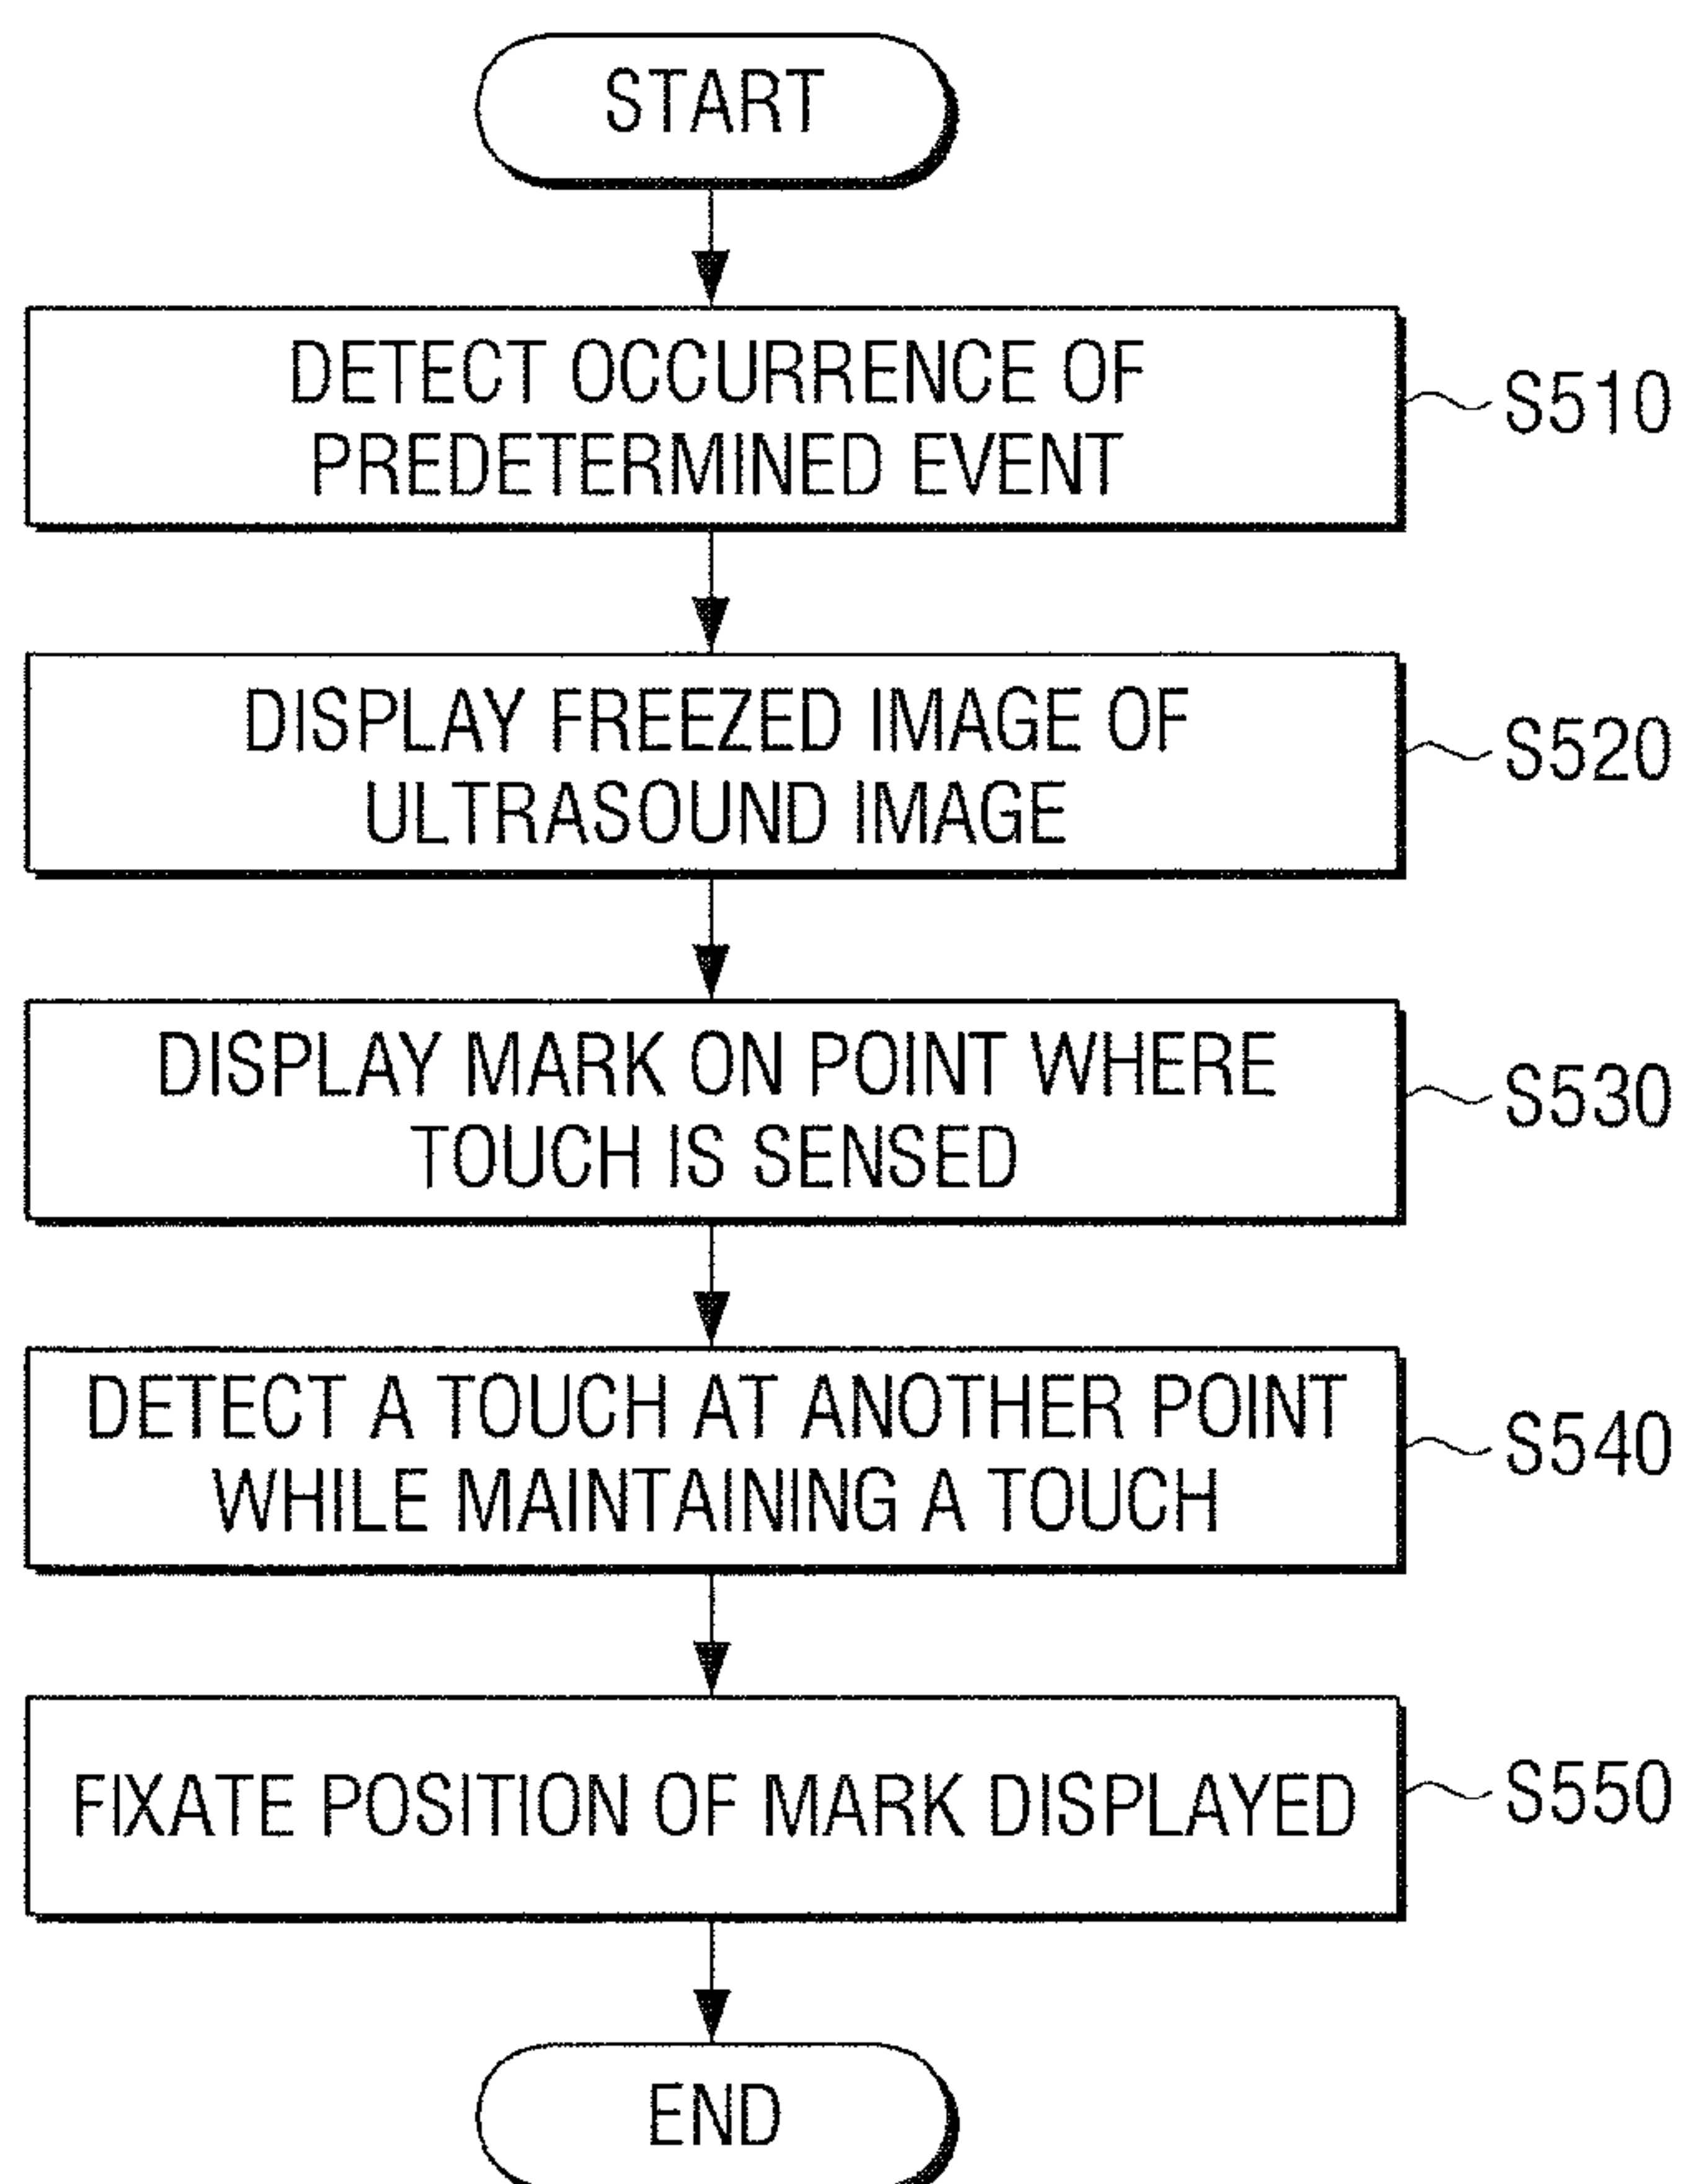 START
DETECT OCCURRENCE OF
PREDETERMINED EVENT
S510
DISPLAY FREEZED IMAGE OF
ULTRASOUND IMAGE
S520
DISPLAY MARK ON POINT WHERE
TOUCH IS SENSED
S530
DETECT A TOUCH AT ANOTHER POINT
WHILE MAINTAINING A TOUCH
S540
FIXATE POSITION OF MARK DISPLAYED
S550
END